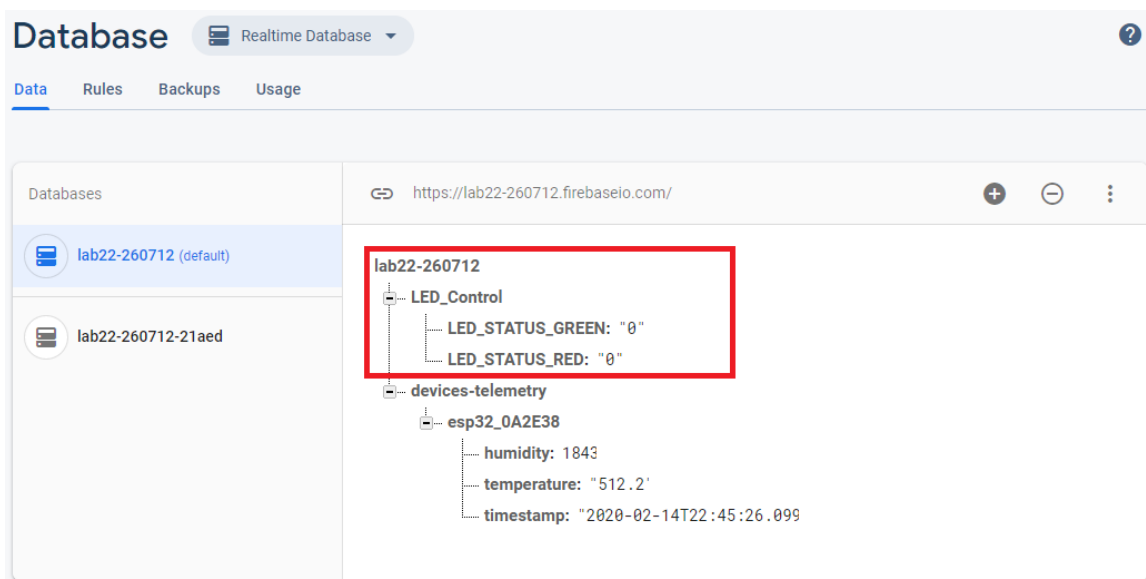 Database Realtime Database
Data Rules Backups Usage
Databases
https://lab22-260712.firebaseio.com/
lab22-260712 (default)
lab22-260712-21aed
lab22-260712
LED_Control
LED_STATUS_GREEN: "0"
LED_STATUS_RED: "0"
devices-telemetry
esp32_0A2E38
humidity: 1843
temperature: "512.2'
timestamp: "2020-02-14T22:45:26.099